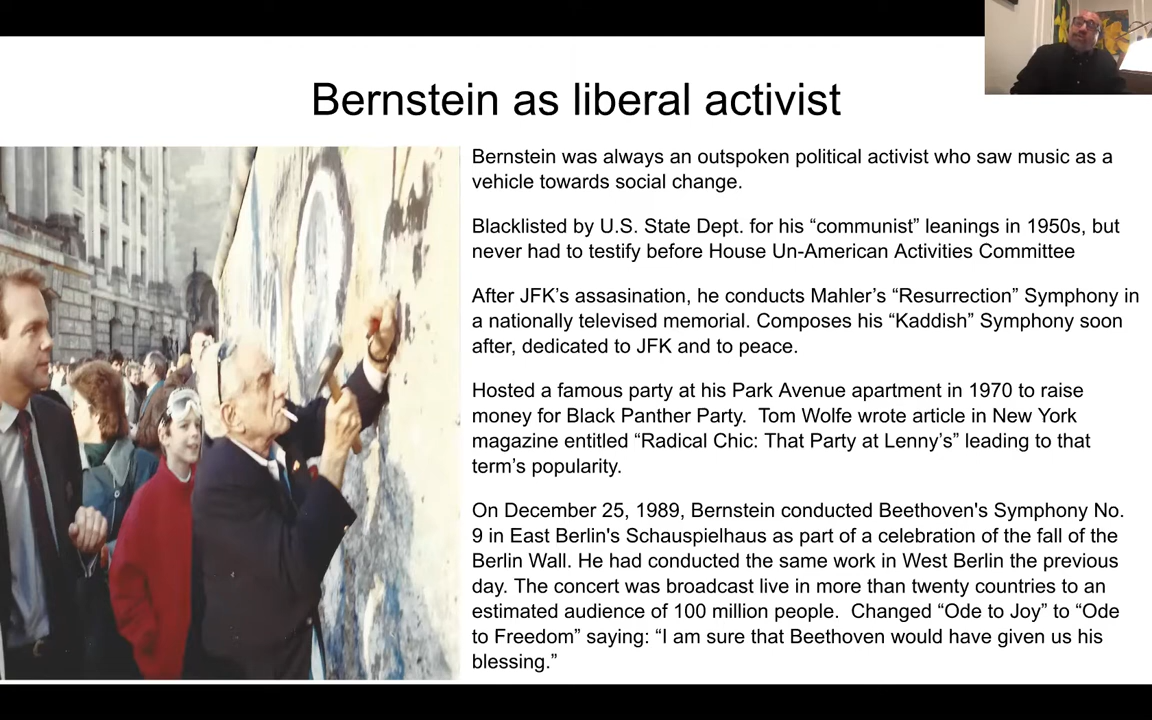 Bernstein as liberal activist
Bernstein was always an outspoken political activist who saw music as a
vehicle towards social change.
Blacklisted by U.S. State Dept. for his “communist” leanings in 1950s, but
never had to testify before House Un-American Activities Committee
After JFK’s assasination, he conducts Mahler’s “Resurrection” Symphony in
a nationally televised memorial. Composes his “Kaddish” Symphony soon
after, dedicated to JFK and to peace.
Hosted a famous party at his Park Avenue apartment in 1970 to raise
money for Black Panther Party.  Tom Wolfe wrote article in New York
magazine entitled “Radical Chic: That Party at Lenny’s” leading to that
term’s popularity.
On December 25, 1989, Bernstein conducted Beethoven's Symphony No.
9 in East Berlin's Schauspielhaus as part of a celebration of the fall of the
Berlin Wall. He had conducted the same work in West Berlin the previous
day. The concert was broadcast live in more than twenty countries to an
estimated audience of 100 million people.  Changed “Ode to Joy” to “Ode
to Freedom” saying: “I am sure that Beethoven would have given us his
blessing.”